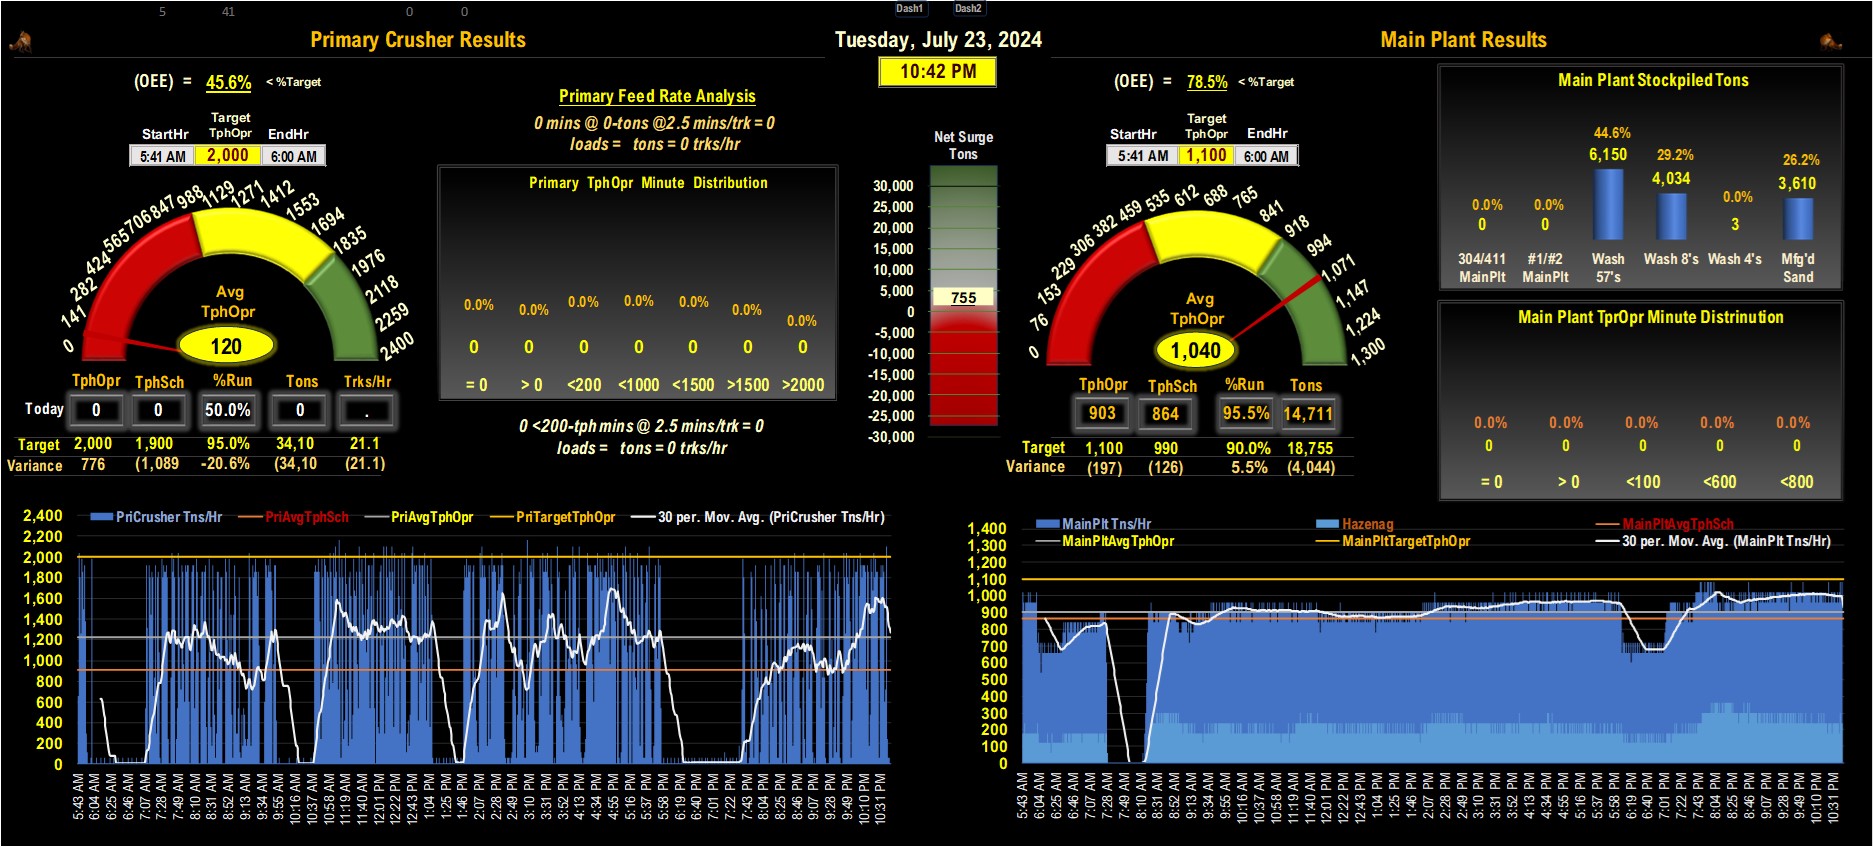 5 41 0 0 Dash1 Dash2
Primary Crusher Results
Tuesday, July 23, 2024
Main Plant Results
10:42 PM
(OEE) = 45.6% < %Target
Target
StartHr TphOpr EndHr
5:41 AM 2,000 6:00 AM
0 141 282 424 565 706 847 988 1129 1271 1412 1553 1694 1835 1976 2118 2259 2400
Avg
TphOpr
120
TphOpr TphSch %Run Tons Trks/Hr
Today 0 0 50.0% 0 .
Target 2,000 1,900 95.0% 34,10 21.1
Variance 776 (1,089 -20.6% (34,10 (21.1)
Primary Feed Rate Analysis
0 mins @ 0-tons @2.5 mins/trk = 0
loads = tons = 0 trks/hr
Primary TphOpr Minute Distribution
0.0% 0.0% 0.0% 0.0% 0.0% 0.0% 0.0%
0 0 0 0 0 0 0
= 0 > 0 <200 <1000 <1500 >1500 >2000
0 <200-tph mins @ 2.5 mins/trk = 0
loads = tons = 0 trks/hr
Net Surge
Tons
30,000
25,000
20,000
15,000
10,000
5,000
755
0
-5,000
-10,000
-15,000
-20,000
-25,000
-30,000
(OEE) = 78.5% < %Target
Target
StartHr TphOpr EndHr
5:41 AM 1,100 6:00 AM
0 76 153 229 306 382 459 535 612 688 765 841 918 994 1,071 1,147 1,224 1,300
Avg
TphOpr
1,040
TphOpr TphSch %Run Tons
903 864 95.5% 14,711
Target 1,100 990 90.0% 18,755
Variance (197) (126) 5.5% (4,044)
Main Plant Stockpiled Tons
0.0% 0.0% 44.6% 29.2% 0.0% 26.2%
0 0 6,150 4,034 3 3,610
304/411 #1/#2 Wash Wash 8's Wash 4's Mfg'd
MainPlt MainPlt 57's Sand
Main Plant TprOpr Minute Distrinution
0.0% 0.0% 0.0% 0.0% 0.0%
0 0 0 0 0
= 0 > 0 <100 <600 <800
PriCrusher Tns/Hr PriAvgTphSch PriAvgTphOpr PriTargetTphOpr 30 per. Mov. Avg. (PriCrusher Tns/Hr)
2,400
2,200
2,000
1,800
1,600
1,400
1,200
1,000
800
600
400
200
0
5:43 AM 6:04 AM 6:25 AM 6:46 AM 7:07 AM 7:28 AM 7:49 AM 8:10 AM 8:31 AM 8:52 AM 9:13 AM 9:34 AM 9:55 AM 10:16 AM 10:37 AM 10:58 AM 11:19 AM 11:40 AM 12:01 PM 12:22 PM 12:43 PM 1:04 PM 1:25 PM 1:46 PM 2:07 PM 2:28 PM 2:49 PM 3:10 PM 3:31 PM 3:52 PM 4:13 PM 4:34 PM 4:55 PM 5:16 PM 5:37 PM 5:58 PM 6:19 PM 6:40 PM 7:01 PM 7:22 PM 7:43 PM 8:04 PM 8:25 PM 8:46 PM 9:07 PM 9:28 PM 9:49 PM 10:10 PM 10:31 PM
MainPlt Tns/Hr Hazenag MainPltAvgTphSch
MainPltAvgTphOpr MainPltTargetTphOpr 30 per. Mov. Avg. (MainPlt Tns/Hr)
1,400
1,300
1,200
1,100
1,000
900
800
700
600
500
400
300
200
100
0
5:43 AM 6:04 AM 6:25 AM 6:46 AM 7:07 AM 7:28 AM 7:49 AM 8:10 AM 8:31 AM 8:52 AM 9:13 AM 9:34 AM 9:55 AM 10:16 AM 10:37 AM 10:58 AM 11:19 AM 11:40 AM 12:01 PM 12:22 PM 12:43 PM 1:04 PM 1:25 PM 1:46 PM 2:07 PM 2:28 PM 2:49 PM 3:10 PM 3:31 PM 3:52 PM 4:13 PM 4:34 PM 4:55 PM 5:16 PM 5:37 PM 5:58 PM 6:19 PM 6:40 PM 7:01 PM 7:22 PM 7:43 PM 8:04 PM 8:25 PM 8:46 PM 9:07 PM 9:28 PM 9:49 PM 10:10 PM 10:31 PM